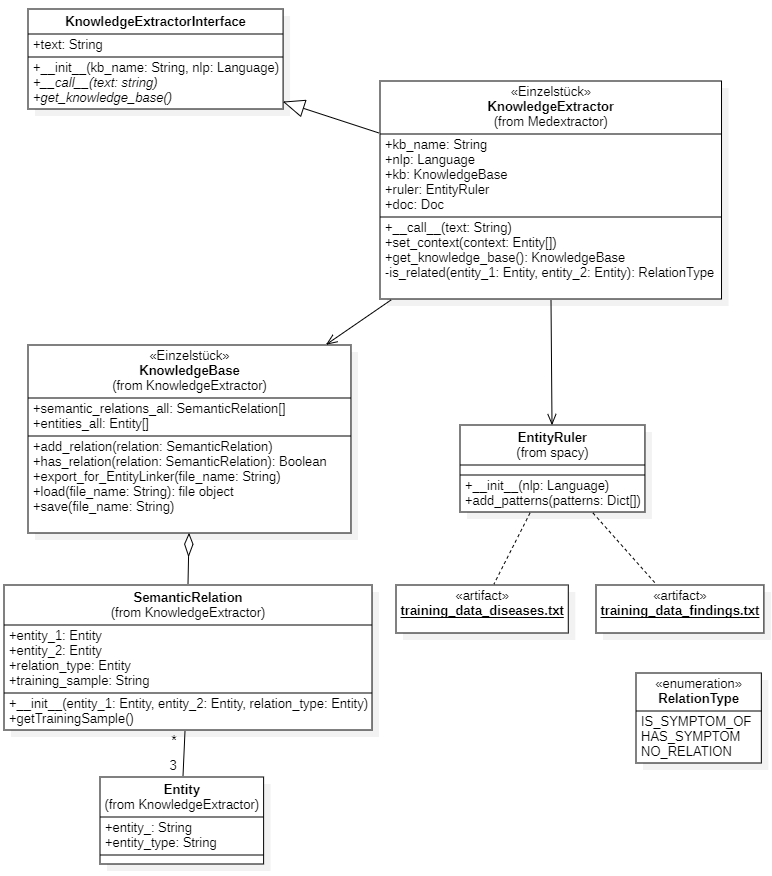 KnowledgeExtractorInterface
+text: String
+__init__(kb_name: String, nlp: Language)
+__call__(text: string)
+get_knowledge_base()
«Einzelstück»
KnowledgeExtractor
(from Medextractor)
+kb_name: String
+nlp: Language
+kb: KnowledgeBase
+ruler: EntityRuler
+doc: Doc
+__call__(text: String)
+set_context(context: Entity[])
+get_knowledge_base(): KnowledgeBase
-is_related(entity_1: Entity, entity_2: Entity): RelationType
«Einzelstück»
KnowledgeBase
(from KnowledgeExtractor)
+semantic_relations_all: SemanticRelation[]
+entities_all: Entity[]
+add_relation(relation: SemanticRelation)
+has_relation(relation: SemanticRelation): Boolean
+export_for_EntityLinker(file_name: String)
+load(file_name: String): file object
+save(file_name: String)
EntityRuler
(from spacy)
+__init__(nlp: Language)
+add_patterns(patterns: Dict[])
SemanticRelation
(from KnowledgeExtractor)
+entity_1: Entity
+entity_2: Entity
+relation_type: Entity
+training_sample: String
+__init__(entity_1: Entity, entity_2: Entity, relation_type: Entity)
+getTrainingSample()
«artifact»
training_data_diseases.txt
«artifact»
training_data_findings.txt
«enumeration»
RelationType
IS_SYMPTOM_OF
HAS_SYMPTOM
NO_RELATION
*
3
Entity
(from KnowledgeExtractor)
+entity_: String
+entity_type: String